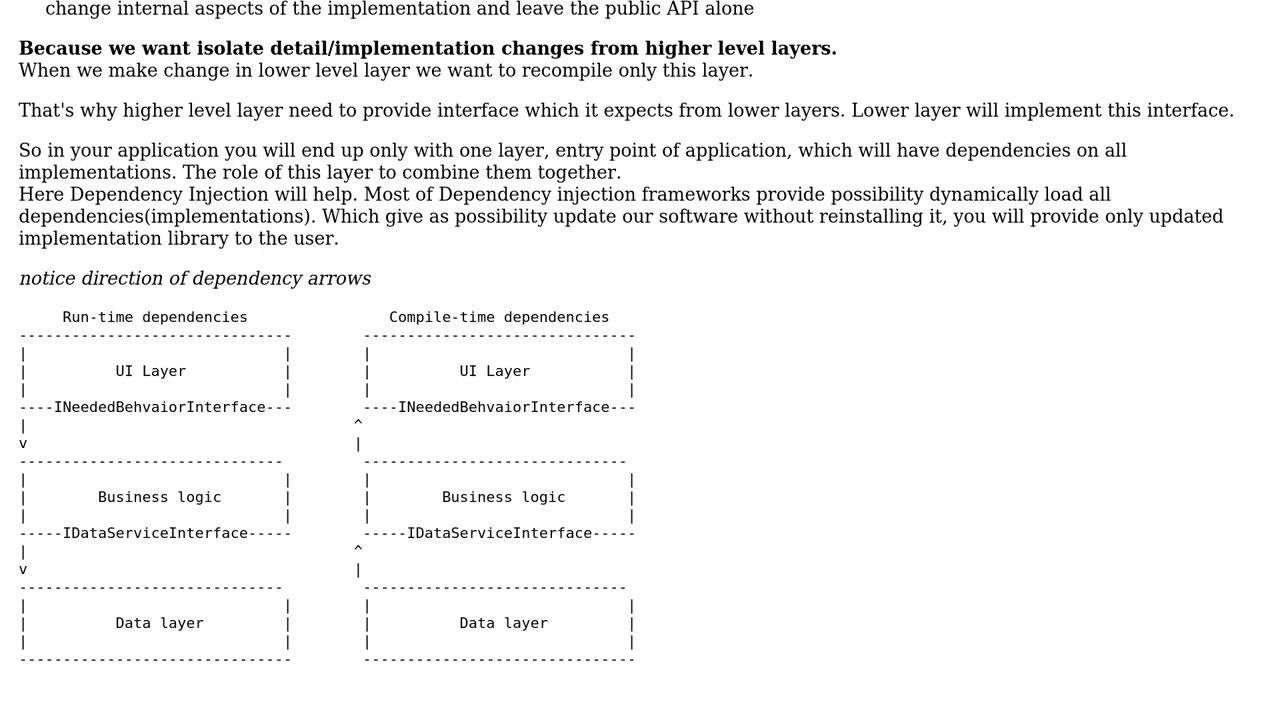 change internal aspects of the implementation and leave the public API alone
Because we want isolate detail/implementation changes from higher level layers.
When we make change in lower level layer we want to recompile only this layer.
That's why higher level layer need to provide interface which it expects from lower layers. Lower layer will implement this interface.
So in your application you will end up only with one layer, entry point of application, which will have dependencies on all
implementations. The role of this layer to combine them together.
Here Dependency Injection will help. Most of Dependency injection frameworks provide possibility dynamically load all
dependencies(implementations). Which give as possibility update our software without reinstalling it, you will provide only updated
implementation library to the user.
notice direction of dependency arrows
     Run-time dependencies                Compile-time dependencies
-------------------------------        -------------------------------
|                             |        |                             |
|          UI Layer           |        |          UI Layer           |
|                             |        |                             |
----INeededBehvaiorInterface---        ----INeededBehvaiorInterface---
|                                     ^
v                                     |
------------------------------         ------------------------------
|                             |        |                             |
|        Business logic       |        |        Business logic       |
|                             |        |                             |
-----IDataServiceInterface-----        -----IDataServiceInterface-----
|                                     ^
v                                     |
------------------------------         ------------------------------
|                             |        |                             |
|          Data layer         |        |          Data layer         |
|                             |        |                             |
-------------------------------        -------------------------------